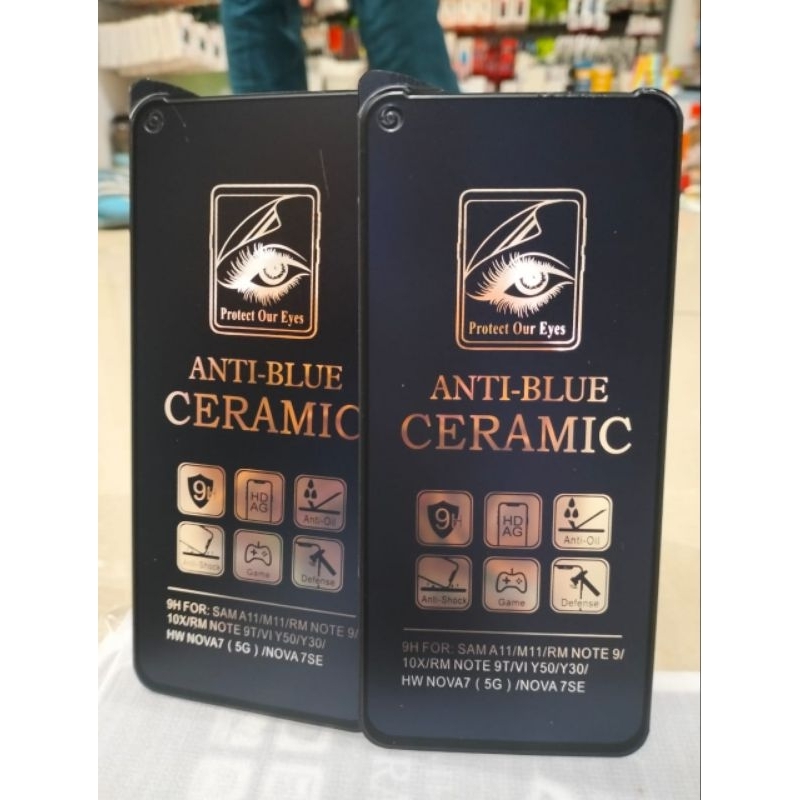 Protect Our Eyes
ANTI-BLUE
CERAMIC
9H
HD
AG
Anti-Oil
Anti-Shock
Game
Defense
9H FOR: SAM A11/M11/RM NOTE 9/
10X/RM NOTE 9T/VI Y50/Y30/
HW NOVA7 ( 5G ) /NOVA 7SE
Protect Our Eyes
ANTI-BLUE
CERAMIC
9H
HD
AG
Anti-Oil
Anti-Shock
Game
Defense
9H FOR: SAM A11/M11/RM NOTE 9/
10X/RM NOTE 9T/VI Y50/Y30/
HW NOVA7 ( 5G ) /NOVA 7SE